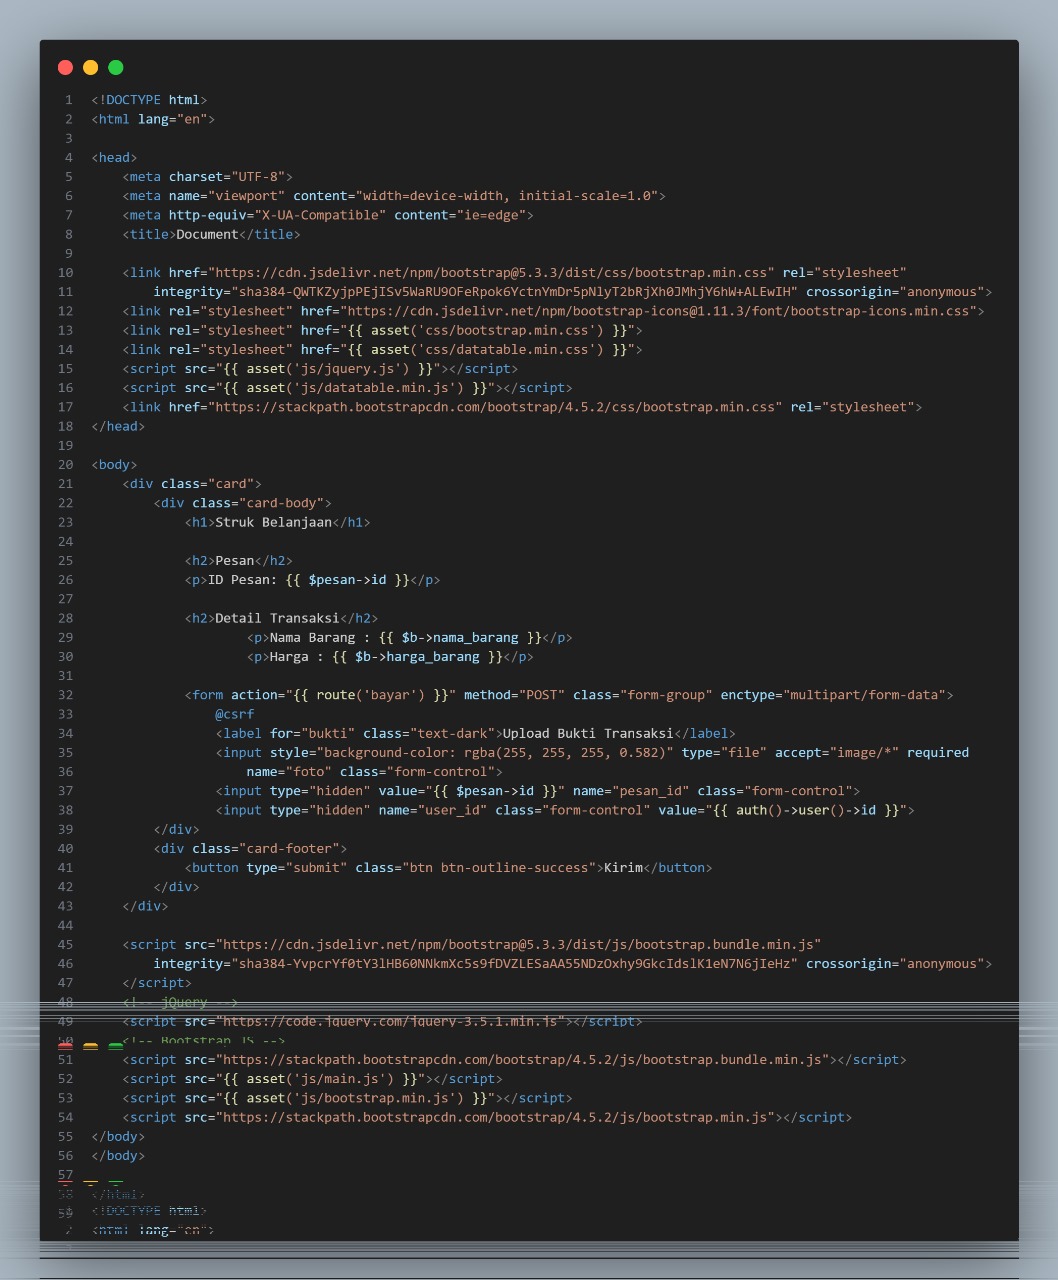 1 <!DOCTYPE html>
2 <html lang="en">
3
4 <head>
5 <meta charset="UTF-8">
6 <meta name="viewport" content="width=device-width, initial-scale=1.0">
7 <meta http-equiv="X-UA-Compatible" content="ie=edge">
8 <title>Document</title>
9
10 <link href="https://cdn.jsdelivr.net/npm/bootstrap@5.3.3/dist/css/bootstrap.min.css" rel="stylesheet"
11 integrity="sha384-QWTKZyjpPEjISv5WaRU9OFeRpok6YctnYmDr5pNlyT2bRjXh0JMhjY6hW+ALEwIH" crossorigin="anonymous">
12 <link rel="stylesheet" href="https://cdn.jsdelivr.net/npm/bootstrap-icons@1.11.3/font/bootstrap-icons.min.css">
13 <link rel="stylesheet" href="{{ asset('css/bootstrap.min.css') }}">
14 <link rel="stylesheet" href="{{ asset('css/datatable.min.css') }}">
15 <script src="{{ asset('js/jquery.js') }}"></script>
16 <script src="{{ asset('js/datatable.min.js') }}"></script>
17 <link href="https://stackpath.bootstrapcdn.com/bootstrap/4.5.2/css/bootstrap.min.css" rel="stylesheet">
18 </head>
19
20 <body>
21 <div class="card">
22 <div class="card-body">
23 <h1>Struk Belanjaan</h1>
24
25 <h2>Pesan</h2>
26 <p>ID Pesan: {{ $pesan->id }}</p>
27
28 <h2>Detail Transaksi</h2>
29 <p>Nama Barang : {{ $b->nama_barang }}</p>
30 <p>Harga : {{ $b->harga_barang }}</p>
31
32 <form action="{{ route('bayar') }}" method="POST" class="form-group" enctype="multipart/form-data">
33 @csrf
34 <label for="bukti" class="text-dark">Upload Bukti Transaksi</label>
35 <input style="background-color: rgba(255, 255, 255, 0.582)" type="file" accept="image/*" required
36 name="foto" class="form-control">
37 <input type="hidden" value="{{ $pesan->id }}" name="pesan_id" class="form-control">
38 <input type="hidden" name="user_id" class="form-control" value="{{ auth()->user()->id }}">
39 </div>
40 <div class="card-footer">
41 <button type="submit" class="btn btn-outline-success">Kirim</button>
42 </div>
43 </div>
44
45 <script src="https://cdn.jsdelivr.net/npm/bootstrap@5.3.3/dist/js/bootstrap.bundle.min.js"
46 integrity="sha384-YvpcrYf0tY3lHB60NNkmXc5s9fDVZLESaAA55NDzOxhy9GkcIdslK1eN7N6jIeHz" crossorigin="anonymous">
47 </script>
48 <!-- jQuery -->
49 <script src="https://code.jquery.com/jquery-3.5.1.min.js"></script>
50 <!-- Bootstrap JS -->
51 <script src="https://stackpath.bootstrapcdn.com/bootstrap/4.5.2/js/bootstrap.bundle.min.js"></script>
52 <script src="{{ asset('js/main.js') }}"></script>
53 <script src="{{ asset('js/bootstrap.min.js') }}"></script>
54 <script src="https://stackpath.bootstrapcdn.com/bootstrap/4.5.2/js/bootstrap.min.js"></script>
55 </body>
56 </body>
57
58 </html>
59 <!DOCTYPE html>
<html lang="en">